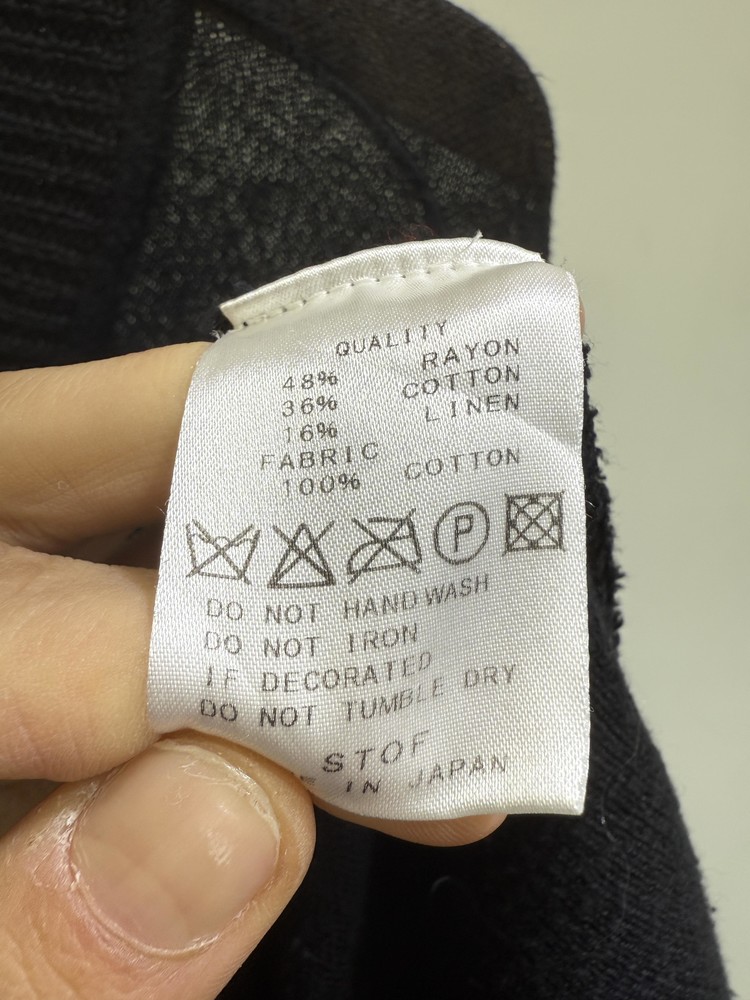 QUALITY
48% RAYON
36% COTTON
16% LINEN
FABRIC
100% COTTON
P
DO NOT HAND WASH
DO NOT IRON
IF DECORATED
DO NOT TUMBLE DRY
STOF
IN JAPAN